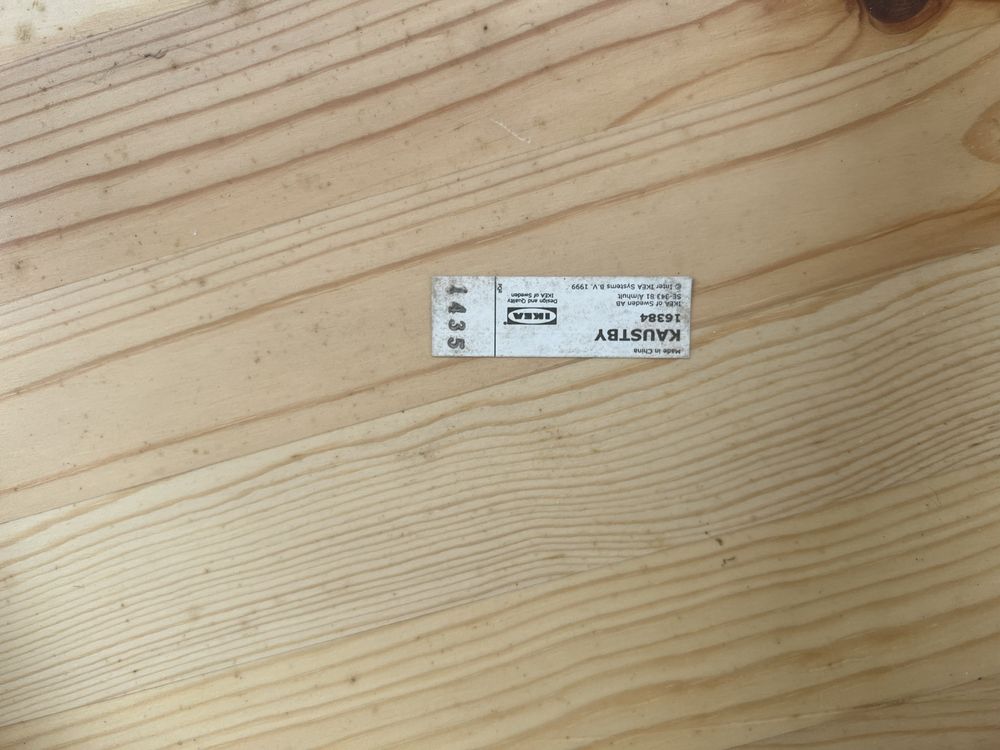 Made in China
KAUSTBY
16384
IKEA of Sweden AB
SE-343 81 Älmhult
© Inter IKEA Systems B.V. 1999
IKEA
Design and Quality
IKEA of Sweden
PQR
1435